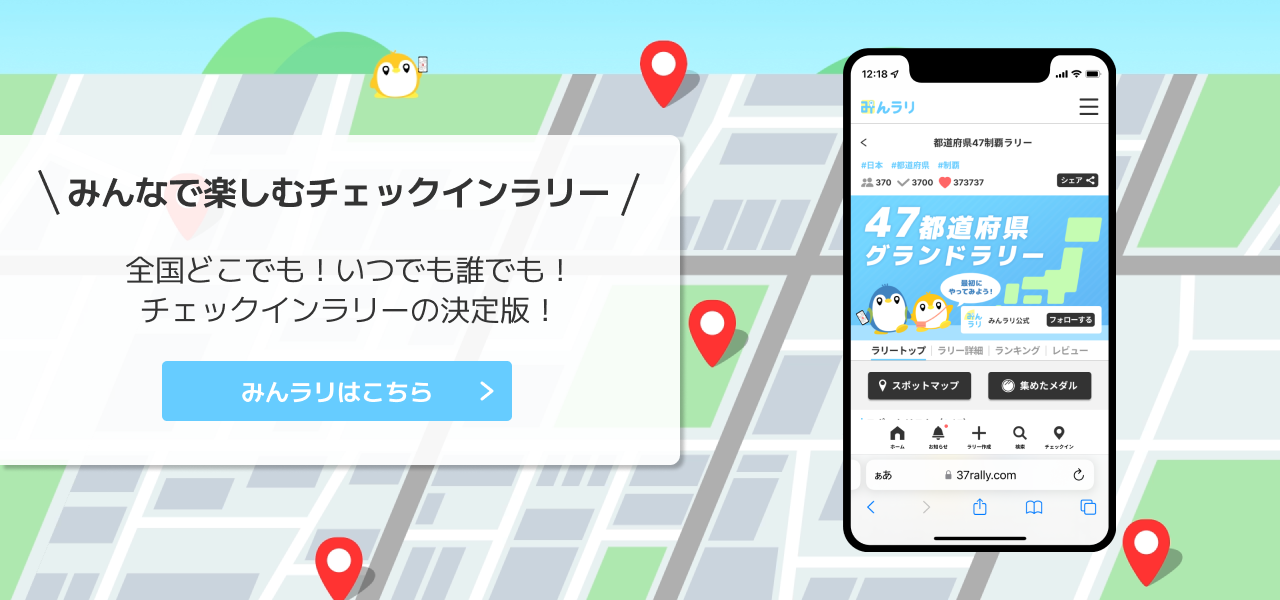 みんなで楽しむチェックインラリー
全国どこでも！いつでも誰でも！
チェックインラリーの決定版！
みんラリはこちら
12:18
みんラリ
都道府県47制覇ラリー
#日本 #都道府県 #制覇
370 3700 373737
シェア
47都道府県
グランドラリー
最初に
やってみよう！
みん
ラリ
みんラリ公式
フォローする
ラリートップ | ラリー詳細 | ランキング | レビュー
スポットマップ
集めたメダル
ホーム お知らせ ラリー作成 検索 チェックイン
ぁあ
37rally.com